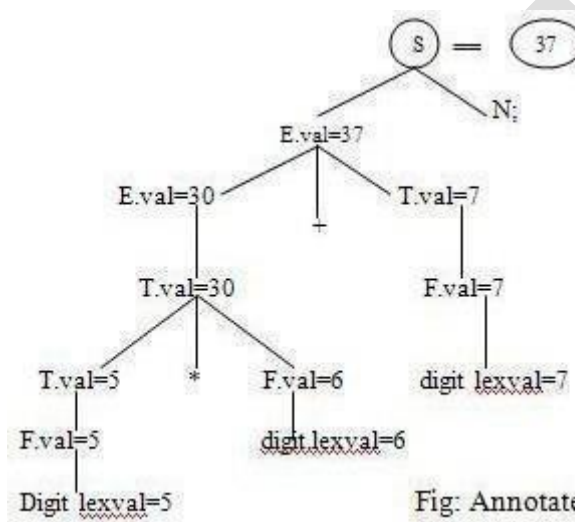 S = 37
N;
E.val=37
E.val=30 + T.val=7
T.val=30 F.val=7
T.val=5 * F.val=6 digit lexval=7
F.val=5 digit.lexval=6
Digit lexval=5
Fig: Annotate